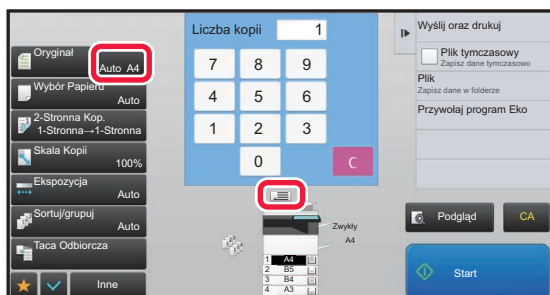 Oryginał
Auto A4
Wybór Papieru
Auto
2-Stronna Kop.
1-Stronna→1-Stronna
Skala Kopii
100%
Ekspozycja
Auto
Sortuj/grupuj
Auto
Taca Odbiorcza
Inne
Liczba kopii 1
7 8 9
4 5 6
1 2 3
0 C
Zwykły
A4
1 A4
2 B5
3 B4
4 A3
Wyślij oraz drukuj
Plik tymczasowy
Zapisz dane tymczasowo
Plik
Zapisz dane w folderze
Przywołaj program Eko
Podgląd
CA
Start